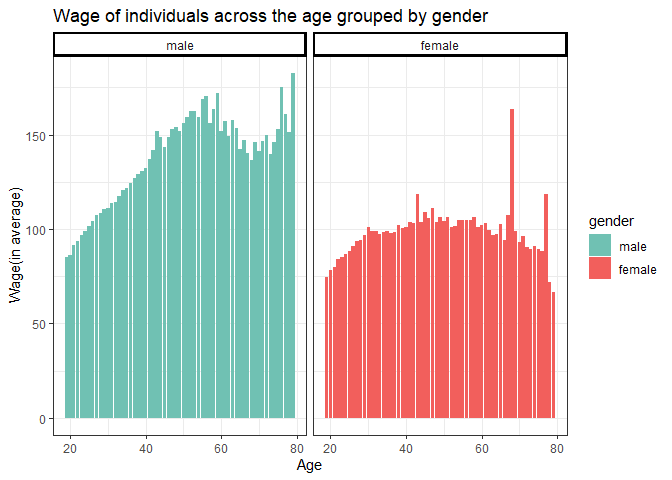 Wage of individuals across the age grouped by gender
male
female
150
100
50
0
Wage(in average)
20
40
60
80
20
40
60
80
Age
gender
male
female